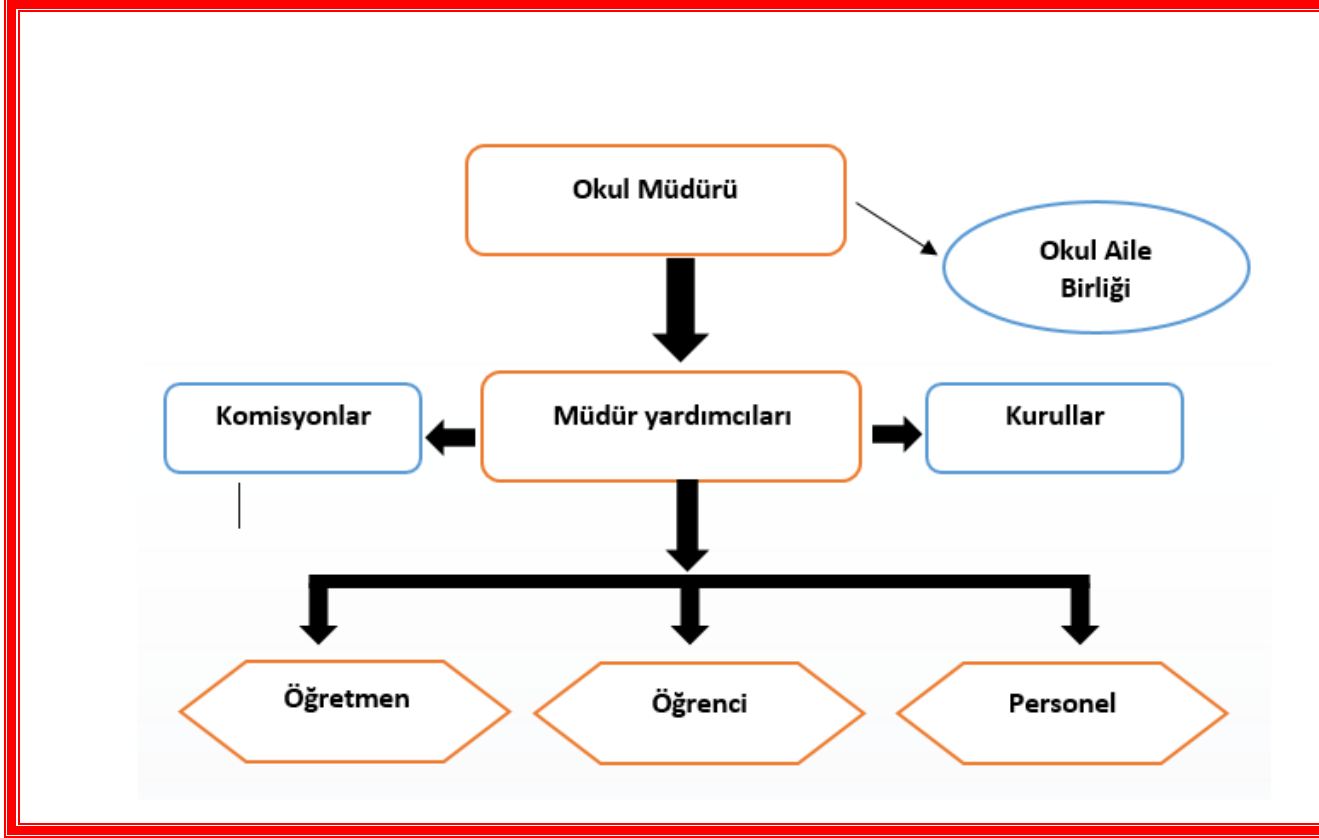 Okul Müdürü
Okul Aile
Birliği
Komisyonlar
Müdür yardımcıları
Kurullar
Öğretmen
Öğrenci
Personel